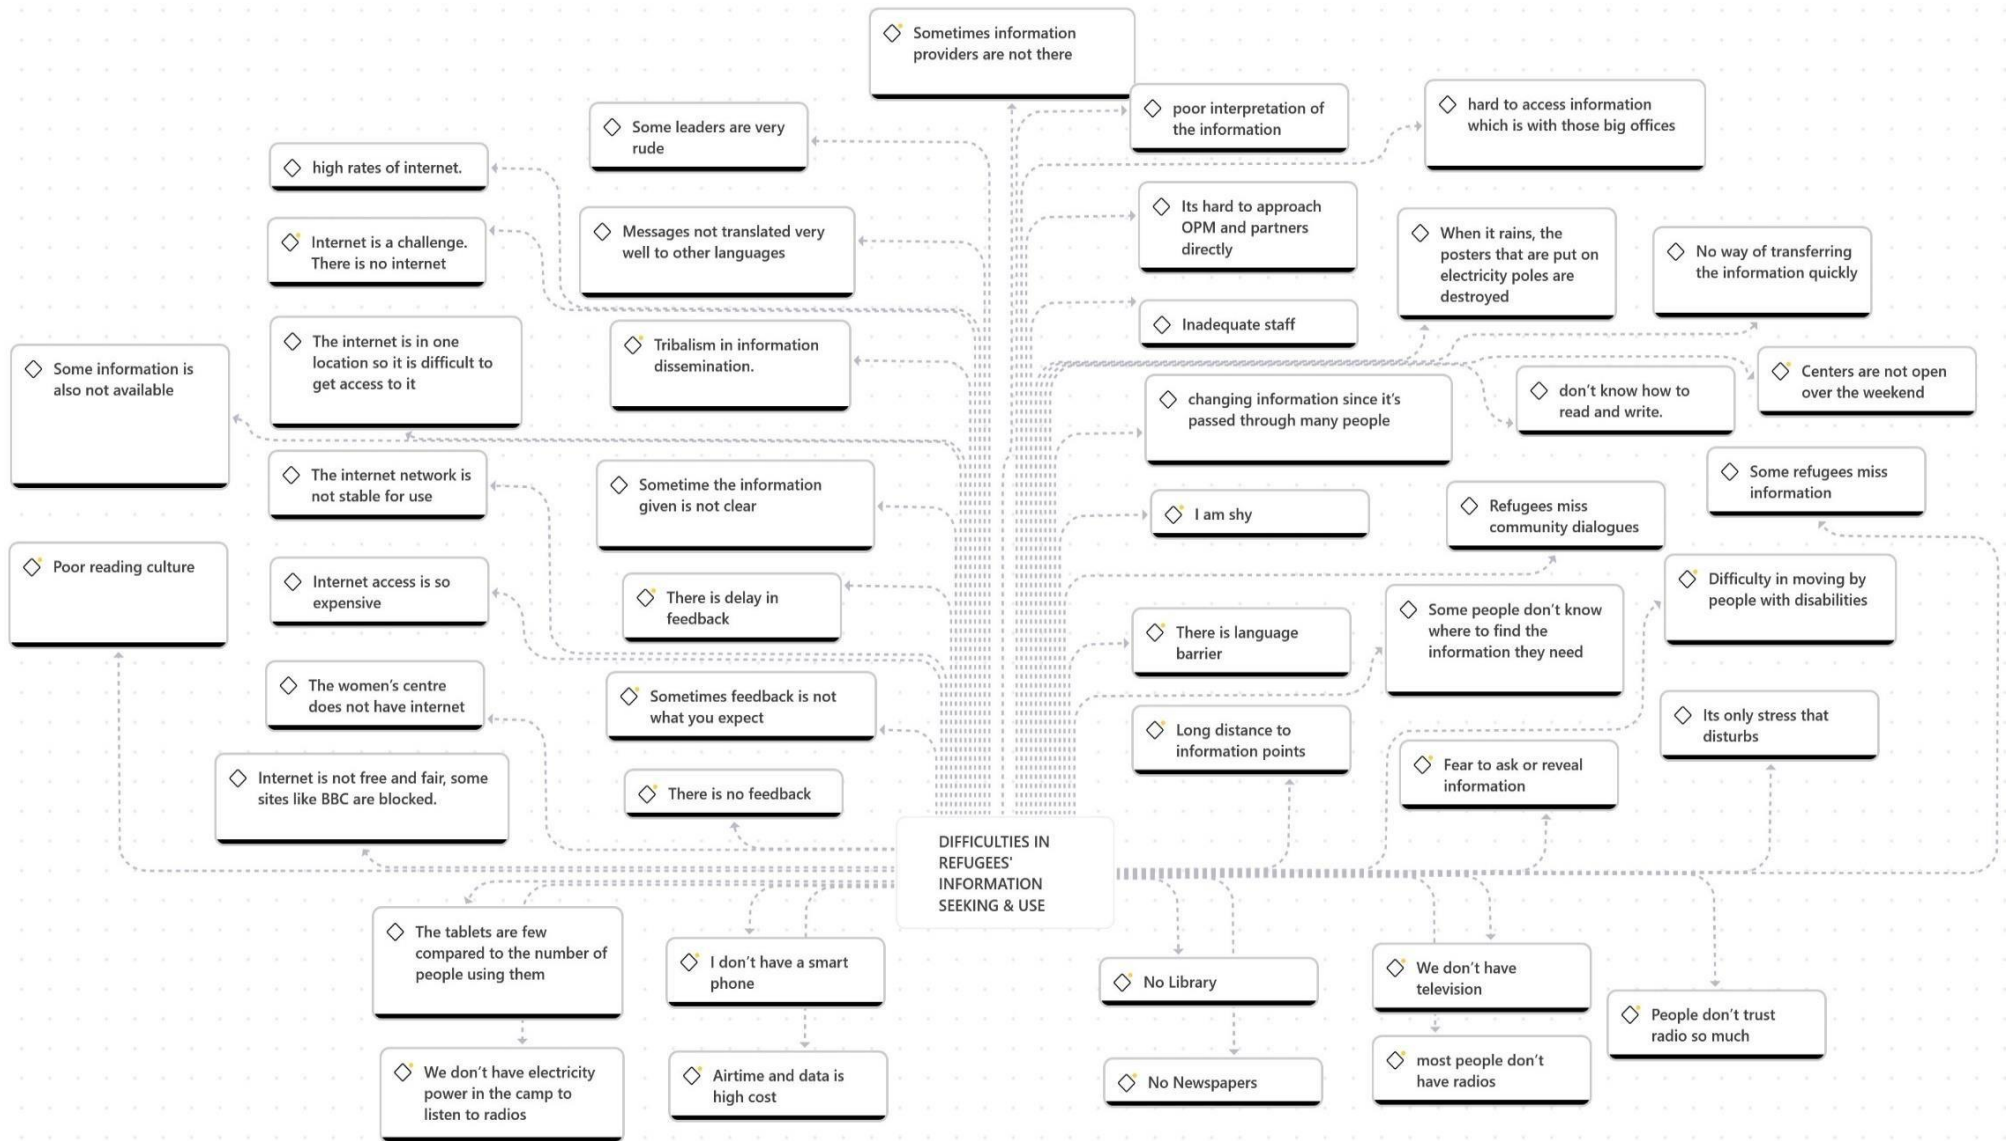 Sometimes information
providers are not there
Some leaders are very
rude
poor interpretation of
the information
hard to access information
which is with those big offices
high rates of internet.
Internet is a challenge.
There is no internet
Messages not translated very
well to other languages
Its hard to approach
OPM and partners
directly
When it rains, the
posters that are put on
electricity poles are
destroyed
No way of transferring
the information quickly
Some information is
also not available
The internet is in one
location so it is difficult to
get access to it
Tribalism in information
dissemination.
Inadequate staff
changing information since it's
passed through many people
don't know how to
read and write.
Centers are not open
over the weekend
The internet network is
not stable for use
Sometime the information
given is not clear
I am shy
Refugees miss
community dialogues
Some refugees miss
information
Poor reading culture
Internet access is so
expensive
There is delay in
feedback
There is language
barrier
Some people don't know
where to find the
information they need
Difficulty in moving by
people with disabilities
The women's centre
does not have internet
Sometimes feedback is not
what you expect
Long distance to
information points
Fear to ask or reveal
information
Its only stress that
disturbs
Internet is not free and fair, some
sites like BBC are blocked.
There is no feedback
DIFFICULTIES IN
REFUGEES'
INFORMATION
SEEKING & USE
The tablets are few
compared to the number of
people using them
I don't have a smart
phone
No Library
We don't have
television
People don't trust
radio so much
We don't have electricity
power in the camp to
listen to radios
Airtime and data is
high cost
No Newspapers
most people don't
have radios